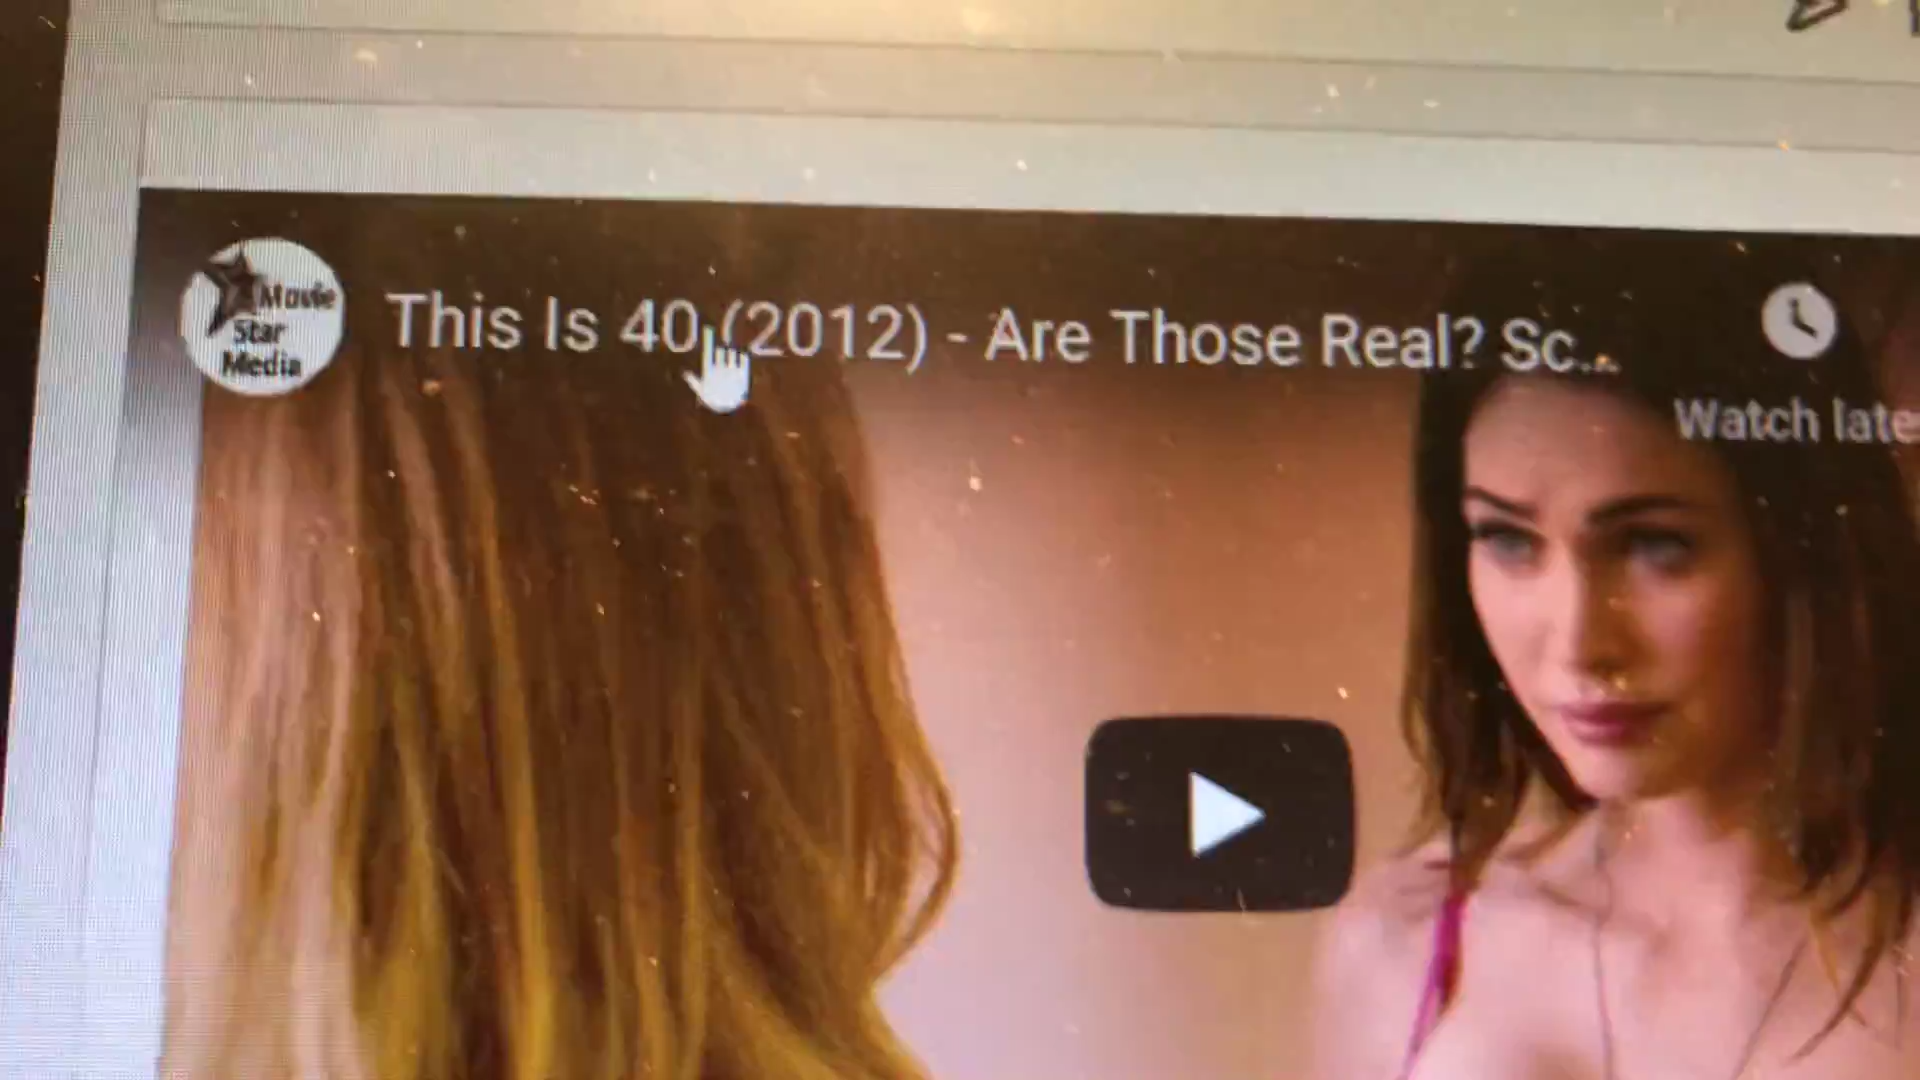 Movie
Star
Media
This Is 40 (2012) - Are Those Real? Sc...
Watch late